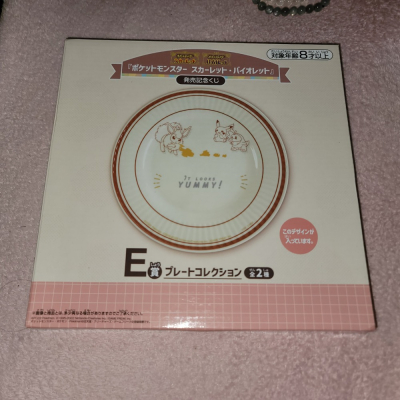 『ポケットモンスター スカーレット・バイオレット』
発売記念くじ
対象年齢8才以上
It looks
YUMMY!
このデザインが
入っています。
E賞 プレートコレクション 全2種